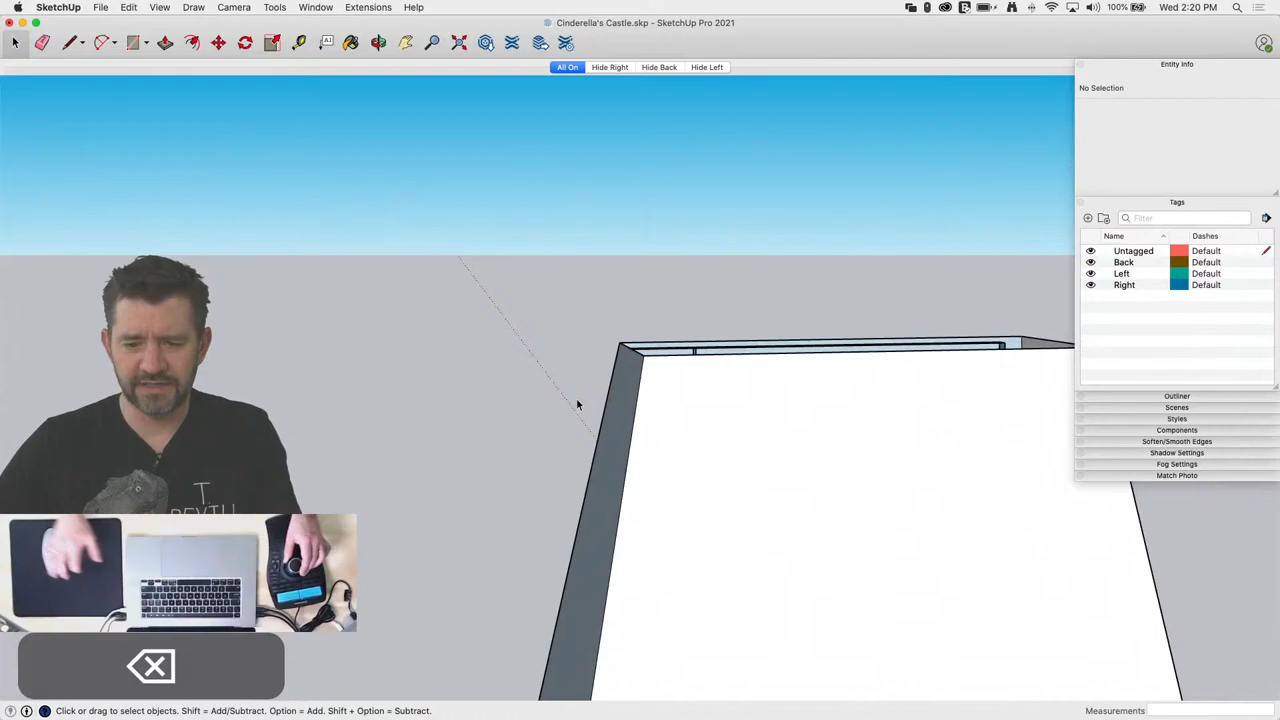 SketchUp File Edit View Draw Camera Tools Window Extensions Help 100% Wed 2:20 PM
Cinderella's Castle.skp - SketchUp Pro 2021
All On Hide Right Hide Back Hide Left
Entity Info
No Selection
Tags
Filter
Name Dashes
Untagged Default
Back Default
Left Default
Right Default
Outliner
Scenes
Styles
Components
Soften/Smooth Edges
Shadow Settings
Fog Settings
Match Photo
Click or drag to select objects. Shift = Add/Subtract. Option = Add. Shift + Option = Subtract.
Measurements